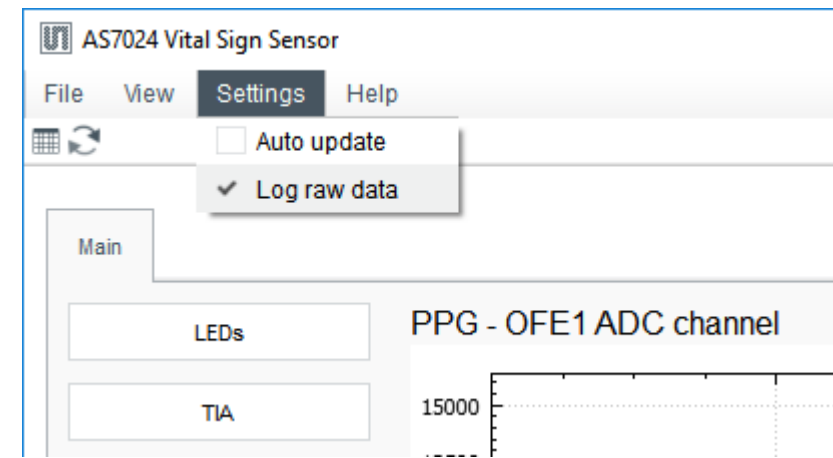 AS7024 Vital Sign Sensor
File View Settings Help
Auto update
Log raw data
Main
LEDs
PPG - OFE1 ADC channel
TIA
15000